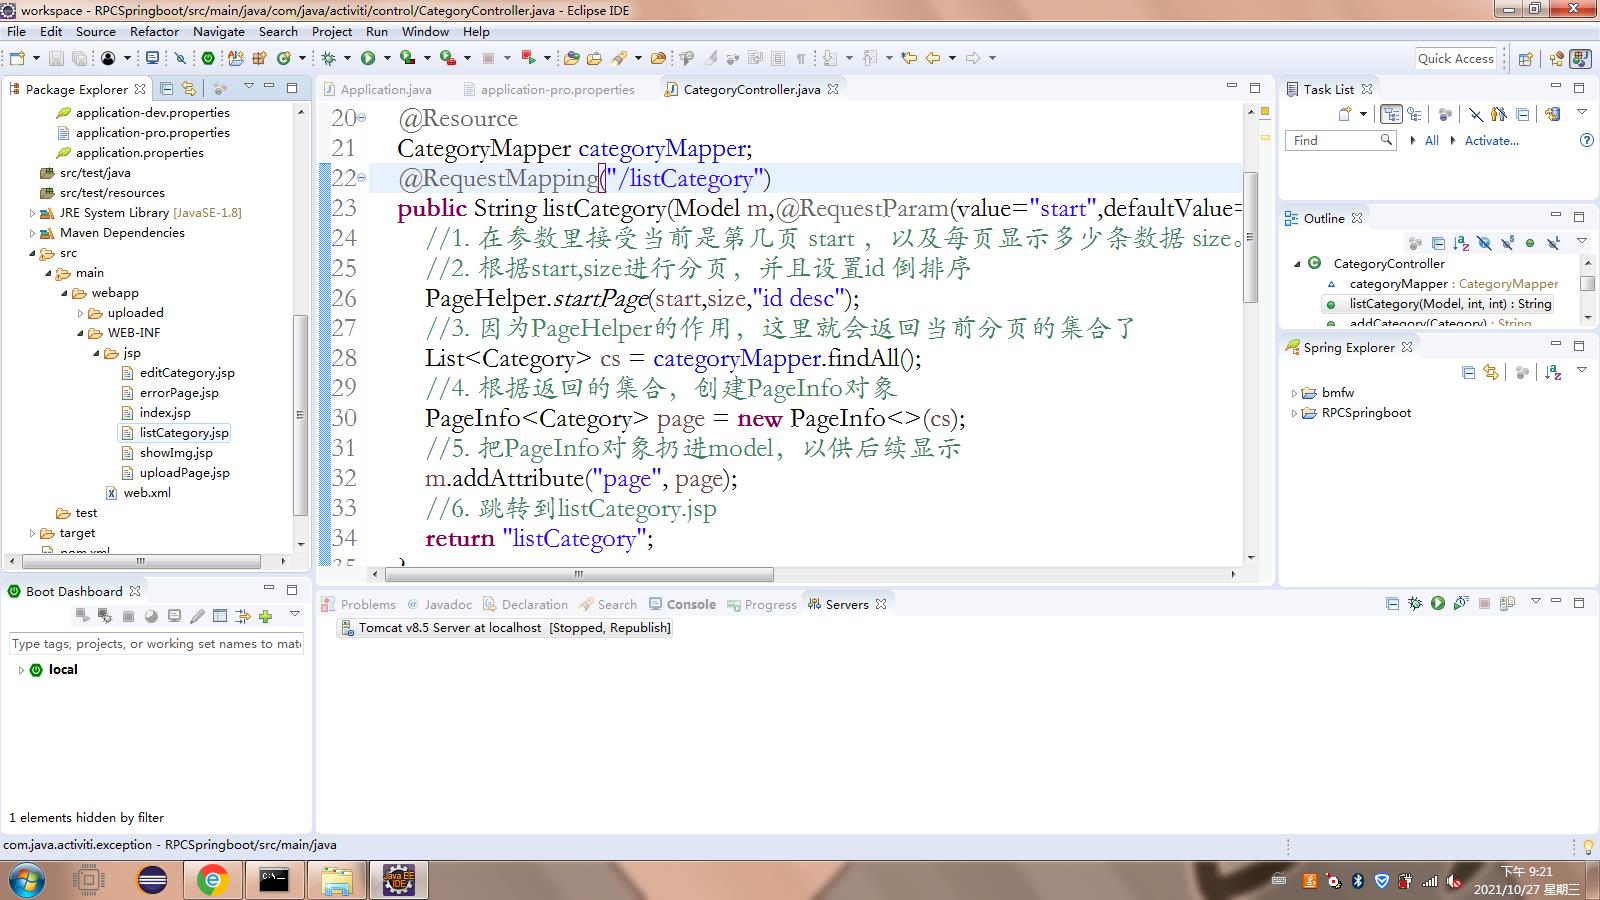 workspace - RPCSpringboot/src/main/java/com/java/activiti/control/CategoryController.java - Eclipse IDE
File Edit Source Refactor Navigate Search Project Run Window Help
Quick Access
Package Explorer
application-dev.properties
application-pro.properties
application.properties
src/test/java
src/test/resources
JRE System Library [JavaSE-1.8]
Maven Dependencies
src
main
webapp
uploaded
WEB-INF
jsp
editCategory.jsp
errorPage.jsp
index.jsp
listCategory.jsp
showImg.jsp
uploadPage.jsp
web.xml
test
target
pom.xml
Application.java application-pro.properties CategoryController.java
20 @Resource
21 CategoryMapper categoryMapper;
22 @RequestMapping("/listCategory")
23 public String listCategory(Model m,@RequestParam(value="start",defaultValue=
24 //1. 在参数里接受当前是第几页 start ，以及每页显示多少条数据 size。
25 //2. 根据start,size进行分页，并且设置id 倒排序
26 PageHelper.startPage(start,size,"id desc");
27 //3. 因为PageHelper的作用，这里就会返回当前分页的集合了
28 List<Category> cs = categoryMapper.findAll();
29 //4. 根据返回的集合，创建PageInfo对象
30 PageInfo<Category> page = new PageInfo<>(cs);
31 //5. 把PageInfo对象扔进model，以供后续显示
32 m.addAttribute("page", page);
33 //6. 跳转到listCategory.jsp
34 return "listCategory";
35 }
Task List
Find All Activate...
Outline
CategoryController
categoryMapper : CategoryMapper
listCategory(Model, int, int) : String
addCategory(Category) : String
Spring Explorer
bmfw
RPCSpringboot
Boot Dashboard
Type tags, projects, or working set names to mat
local
1 elements hidden by filter
Problems Javadoc Declaration Search Console Progress Servers
Tomcat v8.5 Server at localhost [Stopped, Republish]
com.java.activiti.exception - RPCSpringboot/src/main/java
Java EE
IDE
下午 9:21
2021/10/27 星期三